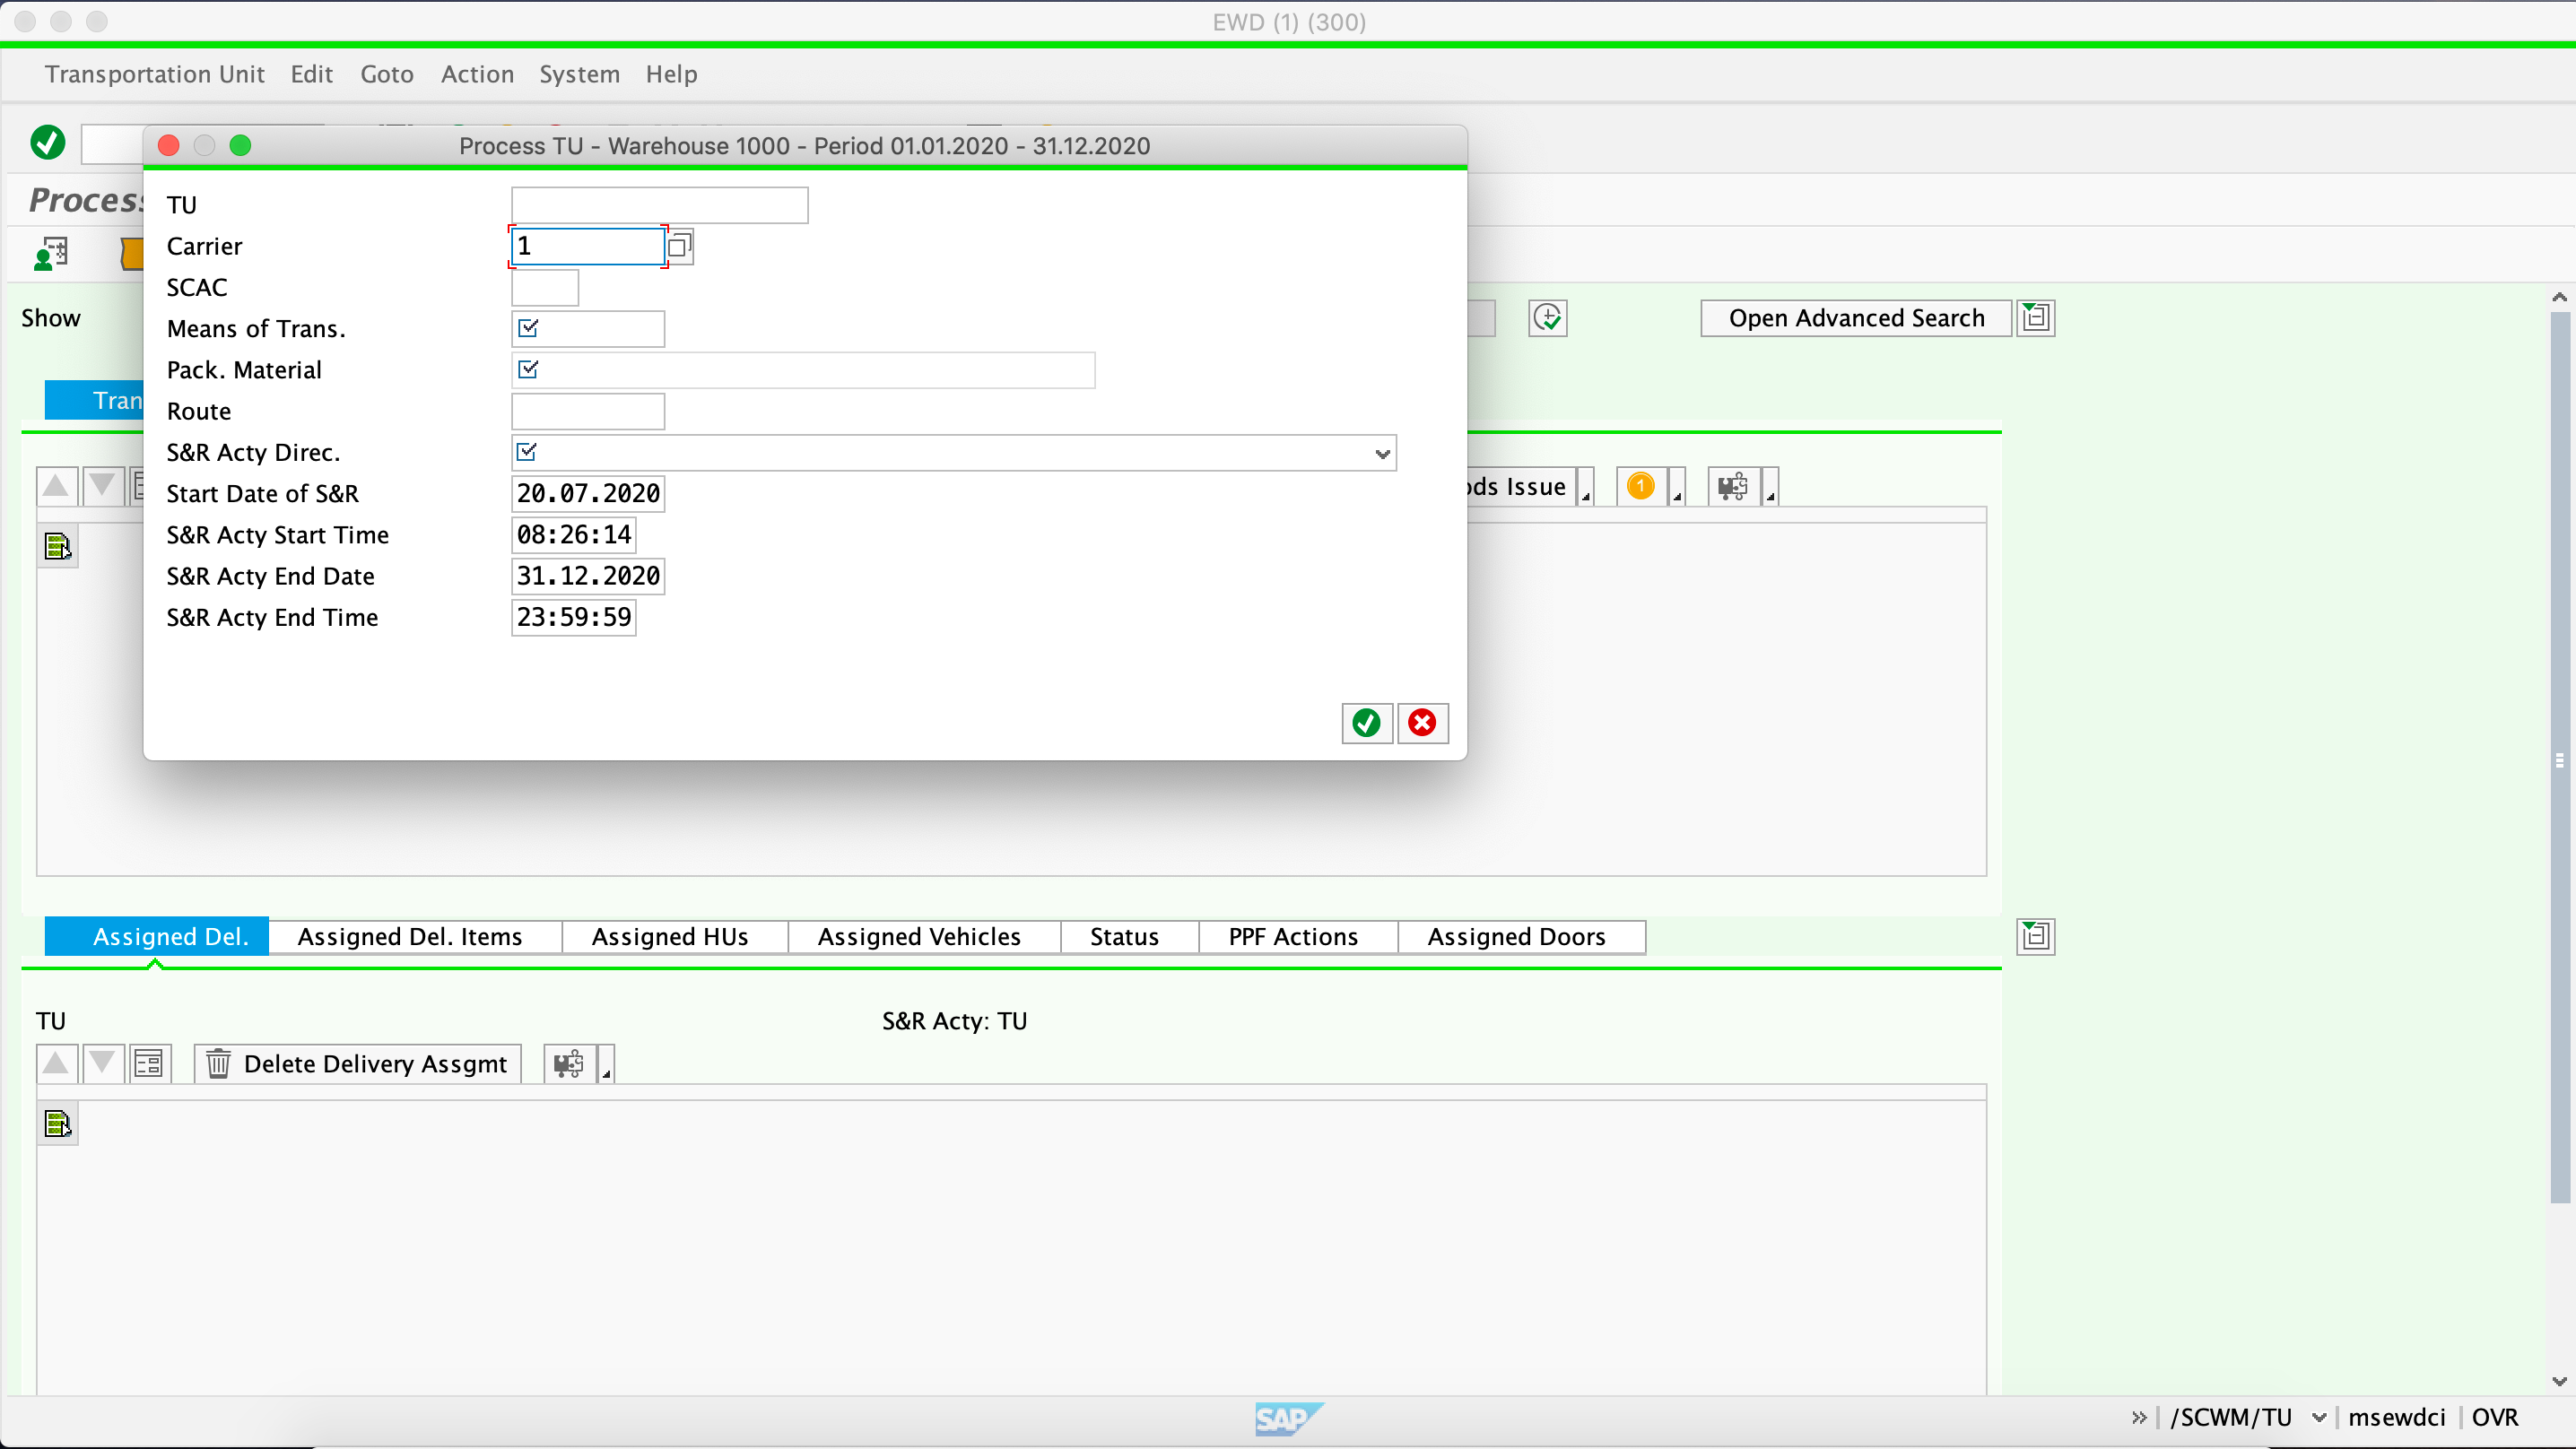 EWD (1) (300)
Transportation Unit Edit Goto Action System Help
Process TU - Warehouse 1000 - Period 01.01.2020 - 31.12.2020
TU
Carrier 1
SCAC
Show Open Advanced Search
Means of Trans.
Pack. Material
Route
S&R Acty Direc.
Start Date of S&R 20.07.2020
Issue 1
S&R Acty Start Time 08:26:14
S&R Acty End Date 31.12.2020
S&R Acty End Time 23:59:59
Assigned Del. Assigned Del. Items Assigned HUs Assigned Vehicles Status PPF Actions Assigned Doors
TU S&R Acty: TU
Delete Delivery Assgmt
SAP /SCWM/TU msewdci OVR